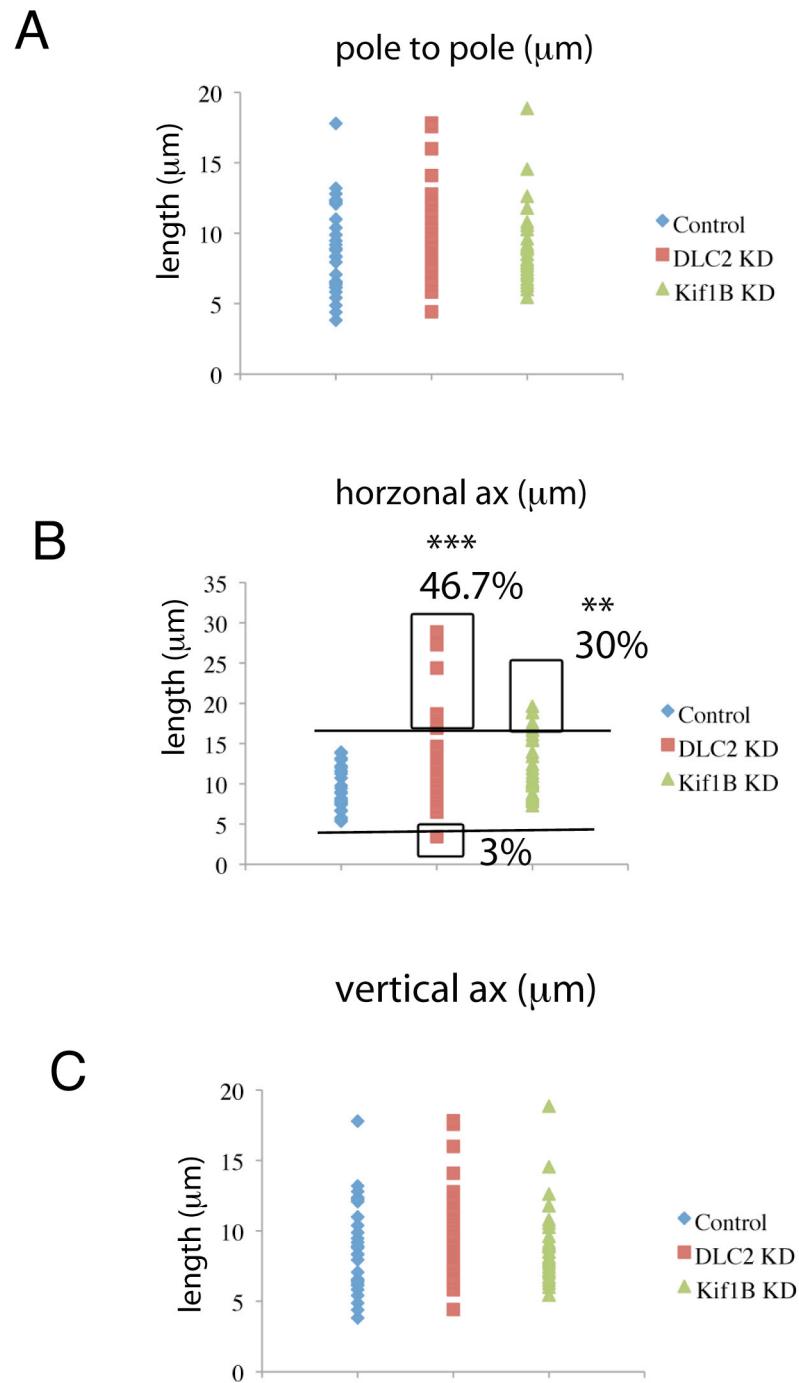 A
pole to pole (μm)
length (μm)
20
15
10
5
0
Control
DLC2 KD
Kif1B KD
horzonal ax (μm)
B
***
46.7%
**
30%
length (μm)
35
30
25
20
15
10
5
0
3%
Control
DLC2 KD
Kif1B KD
vertical ax (μm)
C
length (μm)
20
15
10
5
0
Control
DLC2 KD
Kif1B KD